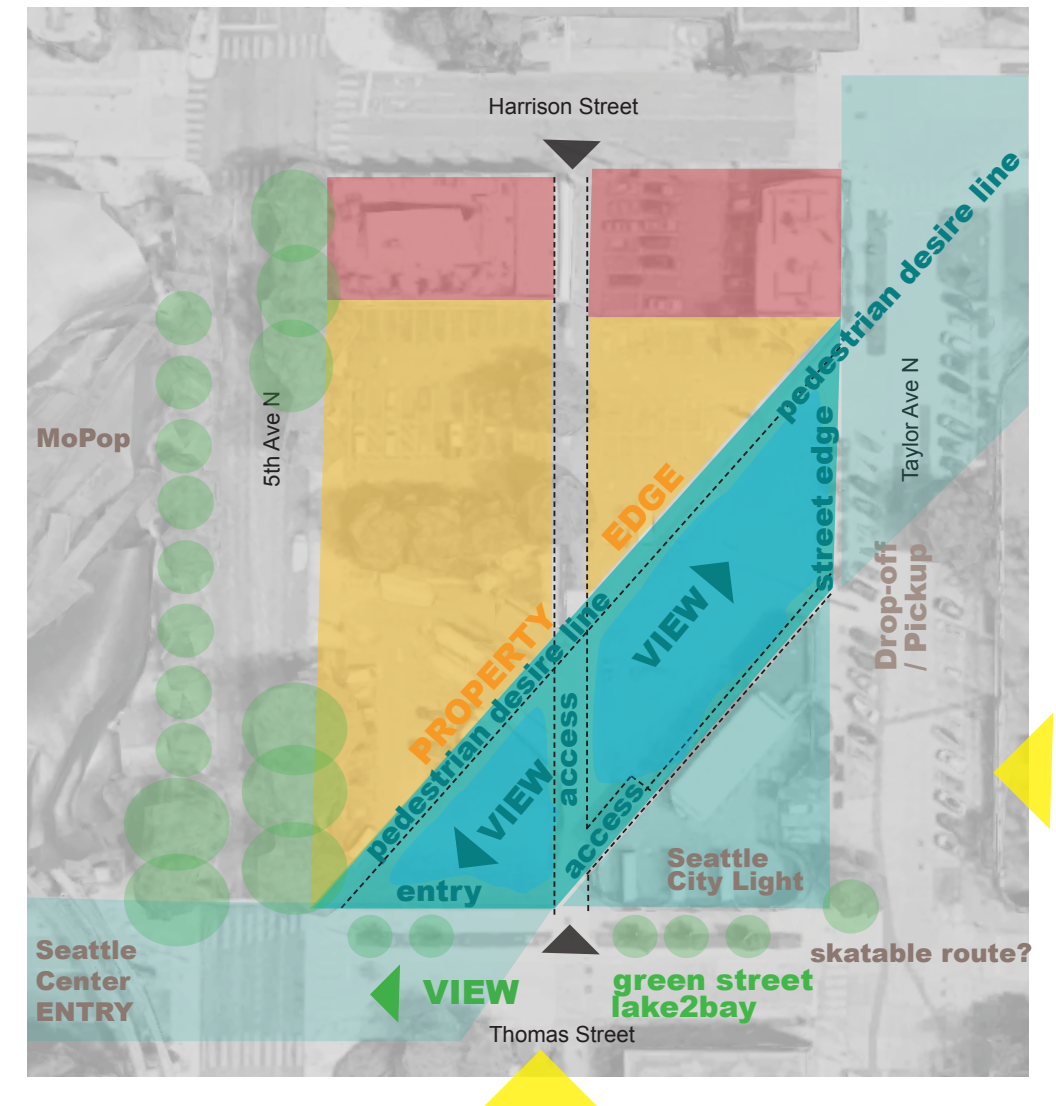 Harrison Street
pedestrian desire line
MoPop
5th Ave N
Taylor Ave N
street edge
EDGE
PROPERTY
Drop-off
/ Pickup
VIEW
pedestrian desire line
access
VIEW
access
entry
Seattle
City Light
Seattle
Center
ENTRY
skatable route?
VIEW
green street
lake2bay
Thomas Street